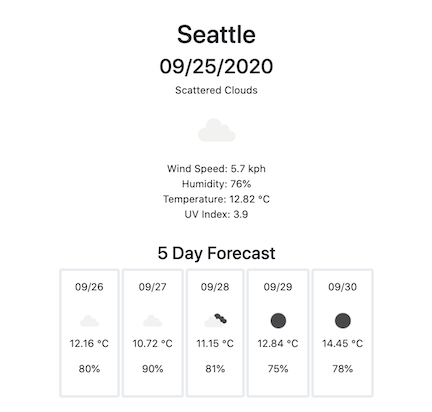 Seattle
09/25/2020
Scattered Clouds
Wind Speed: 5.7 kph
Humidity: 76%
Temperature: 12.82 °C
UV Index: 3.9
5 Day Forecast
09/26
12.16 °C
80%
09/27
10.72 °C
90%
09/28
11.15 °C
81%
09/29
12.84 °C
75%
09/30
14.45 °C
78%